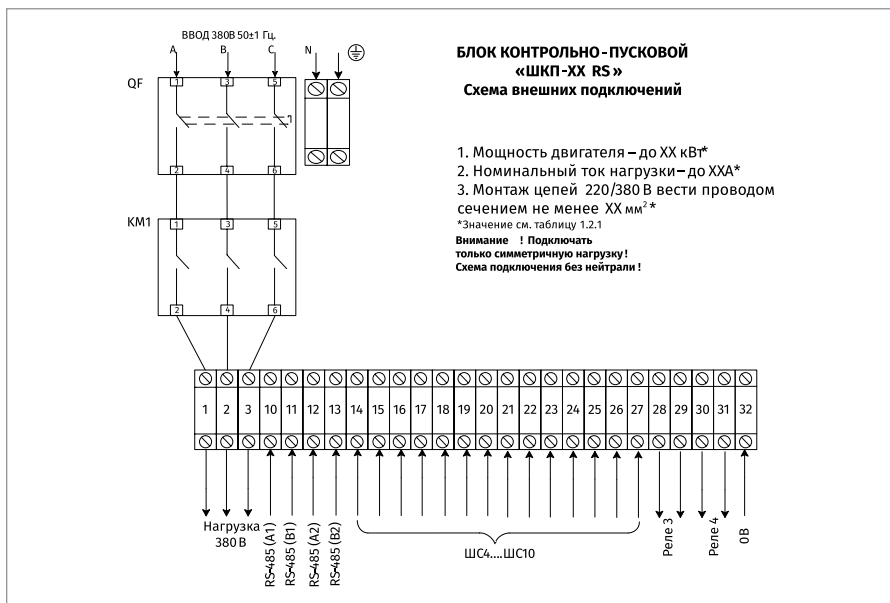 ВВОД 380В 50±1 Гц.
A B C N
QF
1 3 5
2 4 6
KM1
1 3 5
2 4 6
БЛОК КОНТРОЛЬНО-ПУСКОВОЙ
«ШКП-ХХ RS»
Схема внешних подключений
1. Мощность двигателя – до ХХ кВт*
2. Номинальный ток нагрузки – до ХХА*
3. Монтаж цепей 220/380 В вести проводом
сечением не менее ХХ мм² *
*Значение см. таблицу 1.2.1
Внимание ! Подключать
только симметричную нагрузку!
Схема подключения без нейтрали !
1 2 3 10 11 12 13 14 15 16 17 18 19 20 21 22 23 24 25 26 27 28 29 30 31 32
Нагрузка
380 В
RS-485 (A1)
RS-485 (B1)
RS-485 (A2)
RS-485 (B2)
ШС4....ШС10
Реле 3
Реле 4
0В